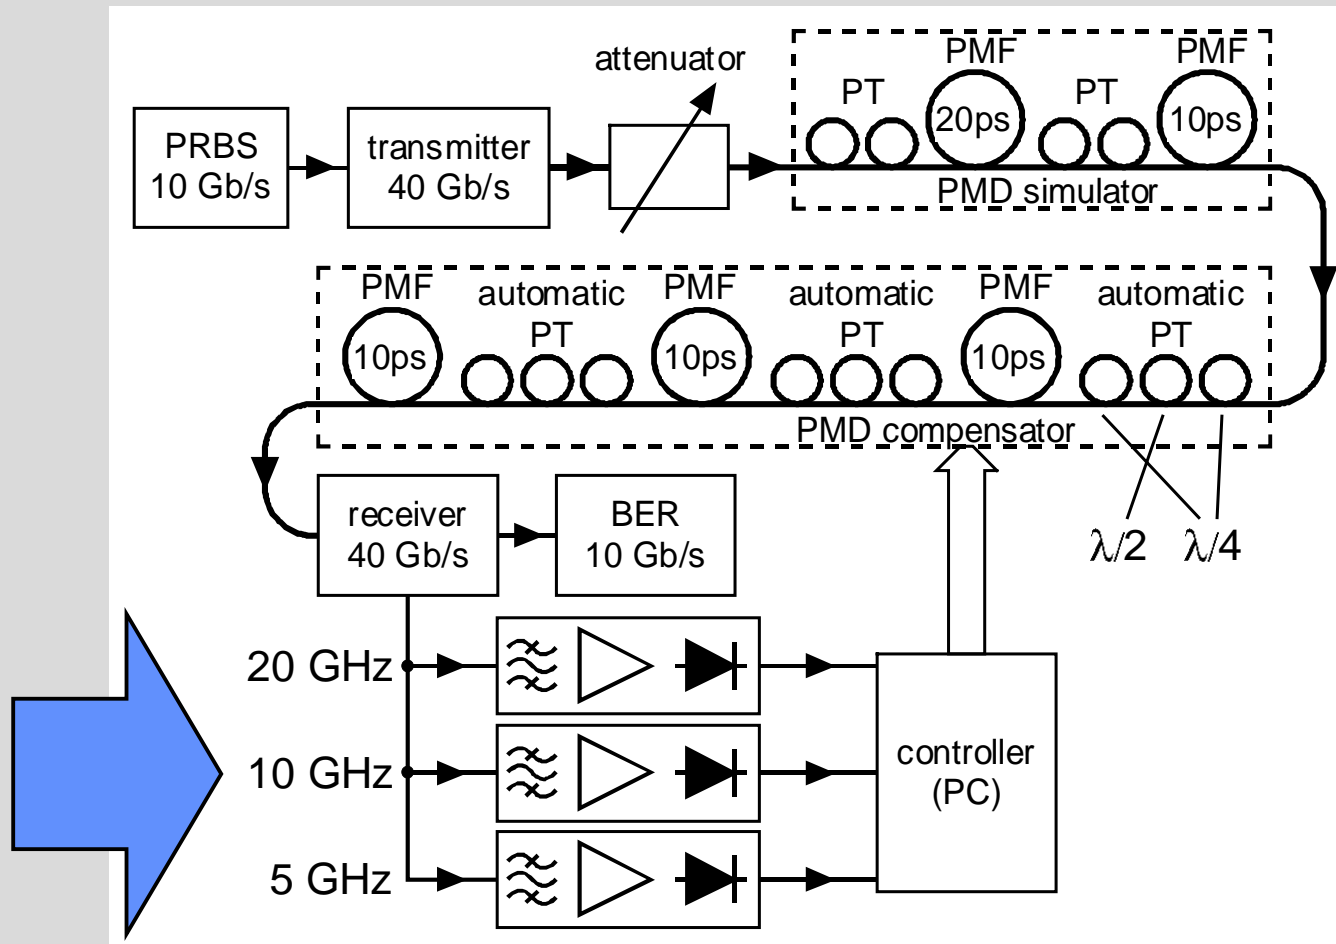 attenuator
PMF
PMF
PT
PT
20ps
10ps
PRBS
10 Gb/s
transmitter
40 Gb/s
PMD simulator
PMF
automatic
PT
PMF
automatic
PT
PMF
automatic
PT
10ps
10ps
10ps
PMD compensator
receiver
40 Gb/s
BER
10 Gb/s
λ/2
λ/4
20 GHz
10 GHz
5 GHz
controller
(PC)